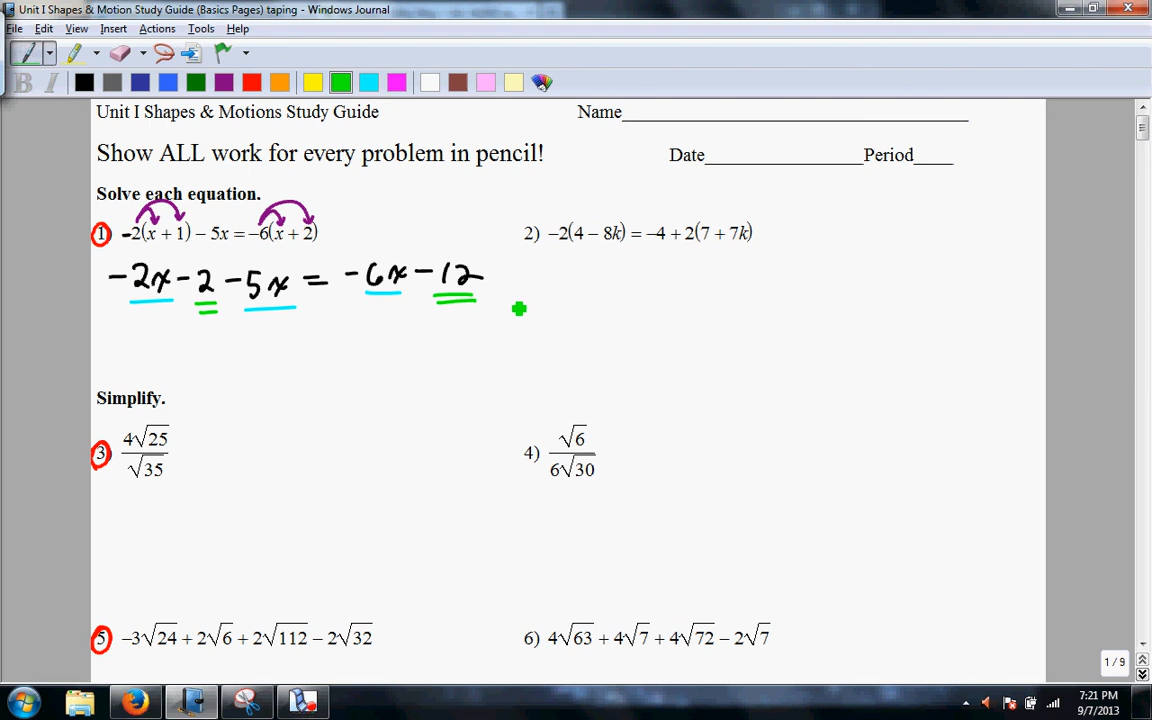 Unit I Shapes & Motion Study Guide (Basics Pages) taping - Windows Journal
File Edit View Insert Actions Tools Help
B I
Unit I Shapes & Motions Study Guide Name____________________
Show ALL work for every problem in pencil! Date____________Period____
Solve each equation.
1) -2(x + 1) – 5x = –6(x + 2) 2) –2(4 – 8k) = –4 + 2(7 + 7k)
-2x - 2 - 5x = -6x - 12
Simplify.
3) 4√25 / √35 4) √6 / 6√30
5) –3√24 + 2√6 + 2√112 – 2√32 6) 4√63 + 4√7 + 4√72 – 2√7
1 / 9
7:21 PM
9/7/2013